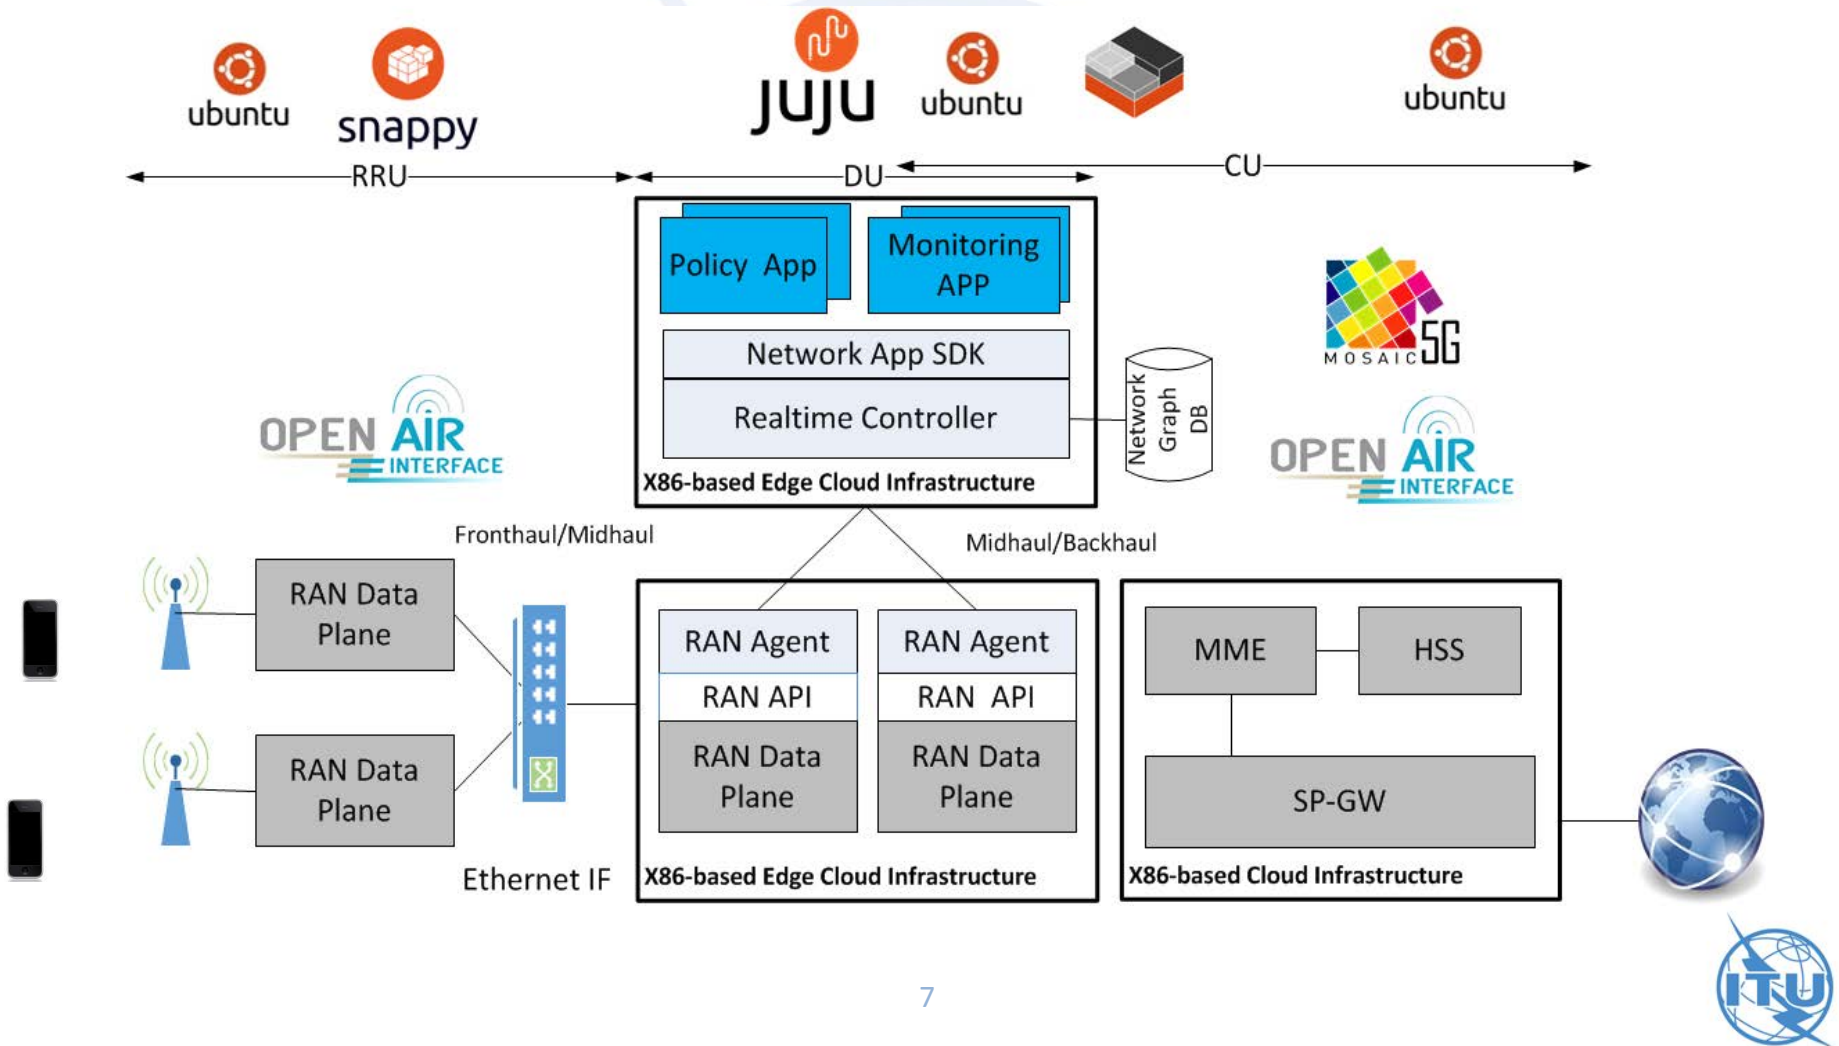 ubuntu
snappy
juju
ubuntu
ubuntu
RRU
DU
CU
Policy App
Monitoring
APP
Network App SDK
Realtime Controller
X86-based Edge Cloud Infrastructure
Network
Graph
DB
MOSAIC 5G
OPEN AIR
INTERFACE
OPEN AIR
INTERFACE
Fronthaul/Midhaul
Midhaul/Backhaul
RAN Data
Plane
RAN Data
Plane
Ethernet IF
RAN Agent
RAN API
RAN Data
Plane
RAN Agent
RAN API
RAN Data
Plane
X86-based Edge Cloud Infrastructure
MME
HSS
SP-GW
X86-based Cloud Infrastructure
7
ITU